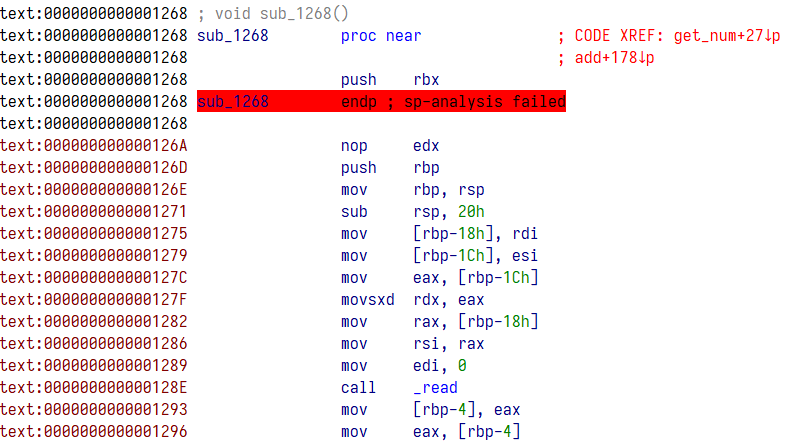 text:0000000000001268 ; void sub_1268()
text:0000000000001268 sub_1268 proc near ; CODE XREF: get_num+27↓p
text:0000000000001268 ; add+178↓p
text:0000000000001268 push rbx
text:0000000000001268 sub_1268 endp ; sp-analysis failed
text:0000000000001268
text:000000000000126A nop edx
text:000000000000126D push rbp
text:000000000000126E mov rbp, rsp
text:0000000000001271 sub rsp, 20h
text:0000000000001275 mov [rbp-18h], rdi
text:0000000000001279 mov [rbp-1Ch], esi
text:000000000000127C mov eax, [rbp-1Ch]
text:000000000000127F movsxd rdx, eax
text:0000000000001282 mov rax, [rbp-18h]
text:0000000000001286 mov rsi, rax
text:0000000000001289 mov edi, 0
text:000000000000128E call _read
text:0000000000001293 mov [rbp-4], eax
text:0000000000001296 mov eax, [rbp-4]